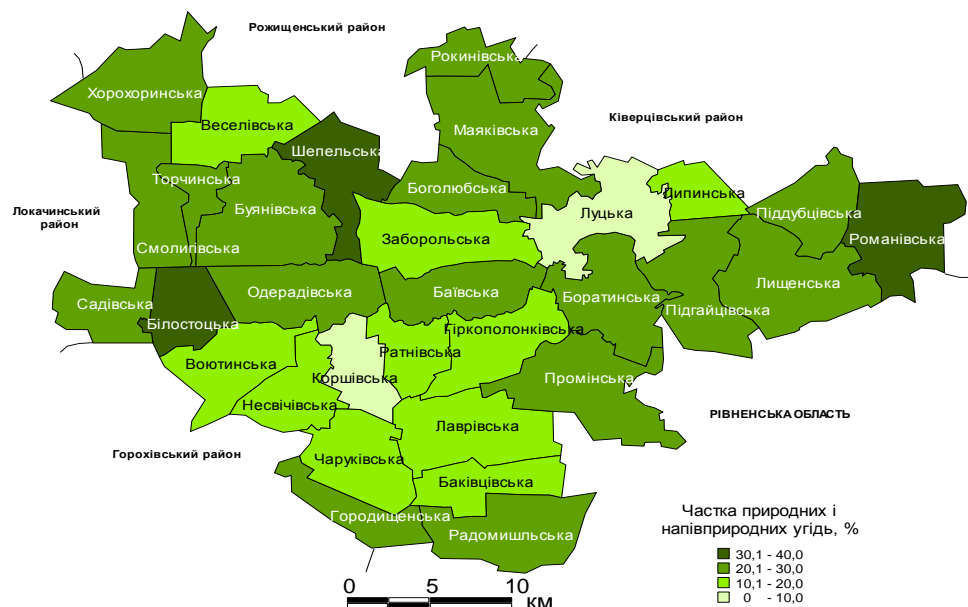 Рожищенський район
Рокинівська
Хорохоринська
Ківерцівський район
Веселівська
Маяківська
Шепельська
Торчинська
Боголюбська
Липинська
Буянівська
Луцька
Піддубцівська
Локачинський
район
Заборольська
Романівська
Смолигівська
Лищенська
Садівська
Одерадівська
Баївська
Боратинська
Підгайцівська
Білостоцька
Гіркополонківська
Воютинська
Ратнівська
Коршівська
Промінська
Несвічівська
РІВНЕНСЬКА ОБЛАСТЬ
Лаврівська
Горохівський район
Чаруківська
Баківцівська
Городищенська
Радомишльська
Частка природних і
напівприродних угідь, %
30,1 - 40,0
20,1 - 30,0
10,1 - 20,0
0 - 10,0
0 5 10
км